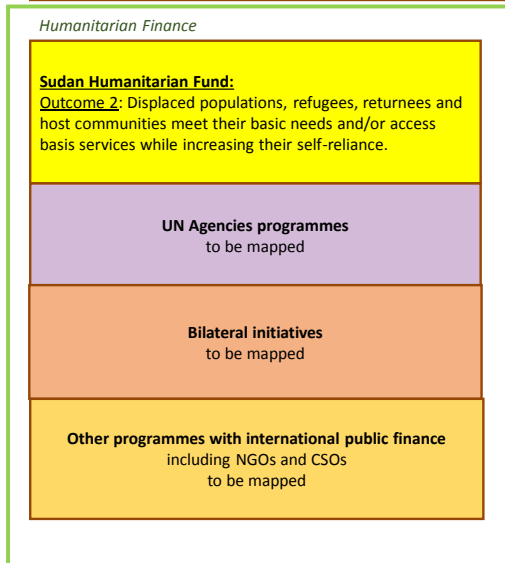 Humanitarian Finance
Sudan Humanitarian Fund:
Outcome 2: Displaced populations, refugees, returnees and
host communities meet their basic needs and/or access
basis services while increasing their self-reliance.
UN Agencies programmes
to be mapped
Bilateral initiatives
to be mapped
Other programmes with international public finance
including NGOs and CSOs
to be mapped